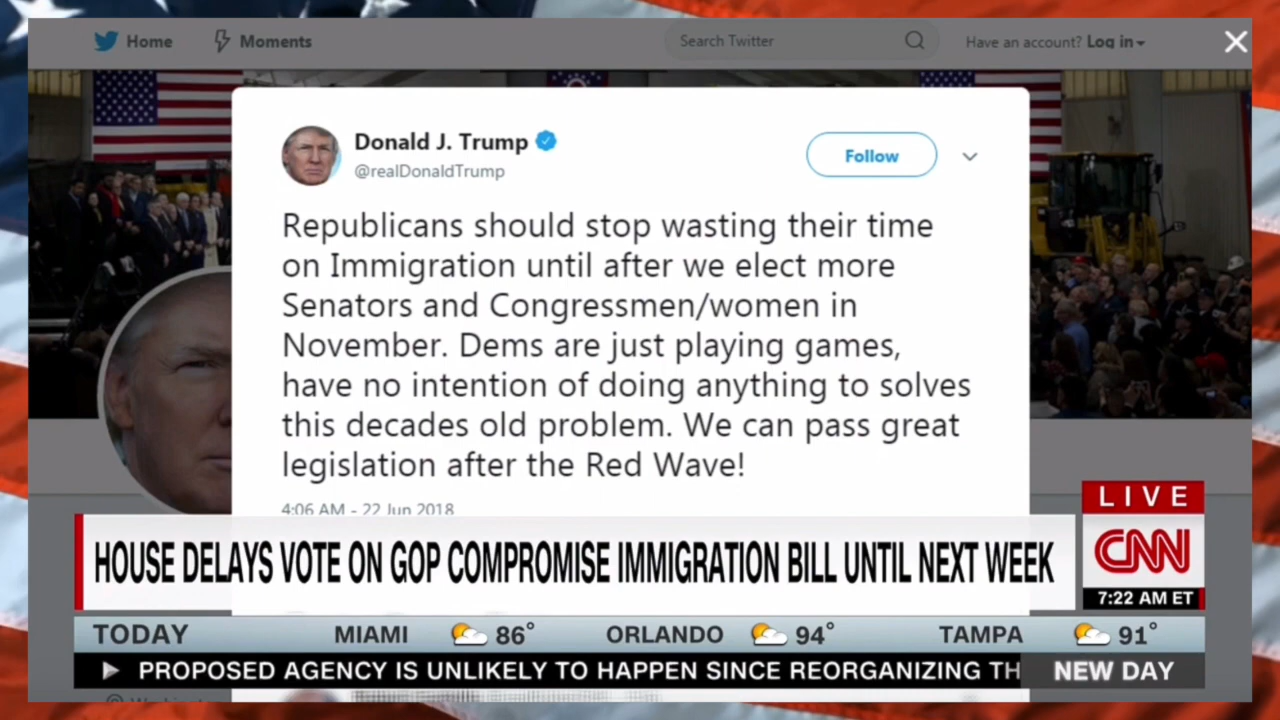 Home
Moments
Search Twitter
Have an account? Log in
Donald J. Trump
@realDonaldTrump
Follow
Republicans should stop wasting their time
on Immigration until after we elect more
Senators and Congressmen/women in
November. Dems are just playing games,
have no intention of doing anything to solves
this decades old problem. We can pass great
legislation after the Red Wave!
4:06 AM - 22 Jun 2018
LIVE
CNN
HOUSE DELAYS VOTE ON GOP COMPROMISE IMMIGRATION BILL UNTIL NEXT WEEK
7:22 AM ET
TODAY MIAMI 86° ORLANDO 94° TAMPA 91°
PROPOSED AGENCY IS UNLIKELY TO HAPPEN SINCE REORGANIZING TH
NEW DAY